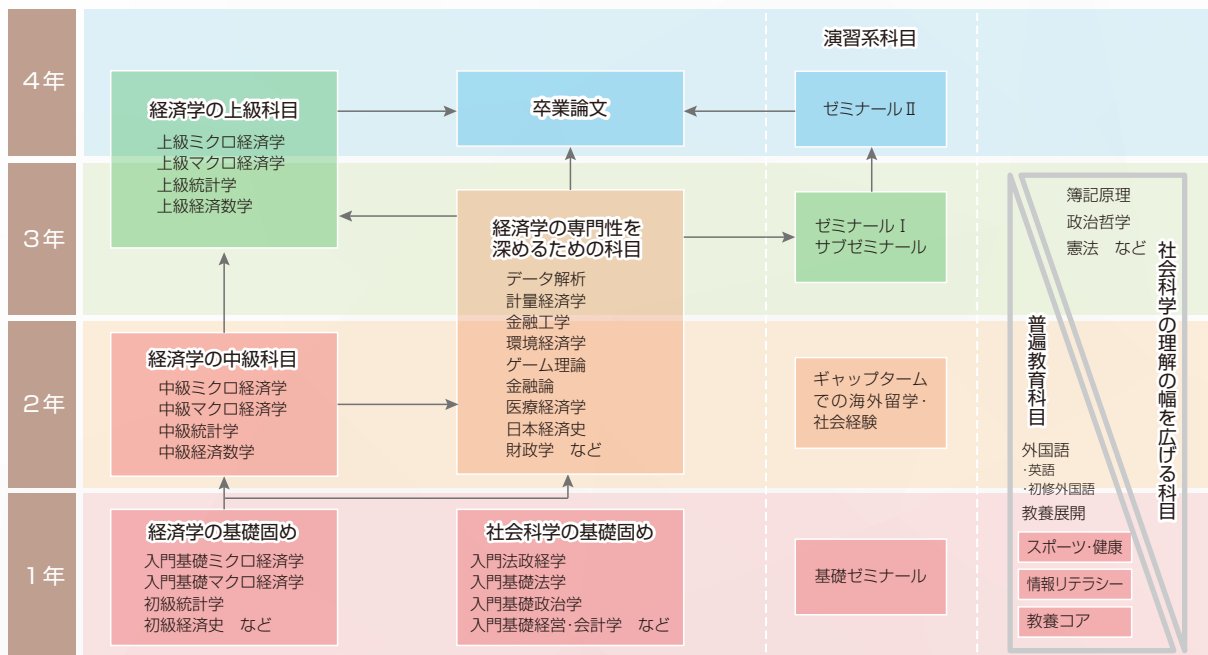 演習系科目
4年
経済学の上級科目
上級ミクロ経済学
上級マクロ経済学
上級統計学
上級経済数学
卒業論文
ゼミナールⅡ
3年
経済学の専門性を
深めるための科目
データ解析
計量経済学
金融工学
環境経済学
ゲーム理論
金融論
医療経済学
日本経済史
財政学　など
ゼミナールⅠ
サブゼミナール
簿記原理
政治哲学
憲法　など
社会科学の理解の幅を広げる科目
普遍教育科目
2年
経済学の中級科目
中級ミクロ経済学
中級マクロ経済学
中級統計学
中級経済数学
ギャップターム
での海外留学・
社会経験
外国語
・英語
・初修外国語
教養展開
スポーツ・健康
情報リテラシー
教養コア
1年
経済学の基礎固め
入門基礎ミクロ経済学
入門基礎マクロ経済学
初級統計学
初級経済史　など
社会科学の基礎固め
入門法政経学
入門基礎法学
入門基礎政治学
入門基礎経営・会計学　など
基礎ゼミナール